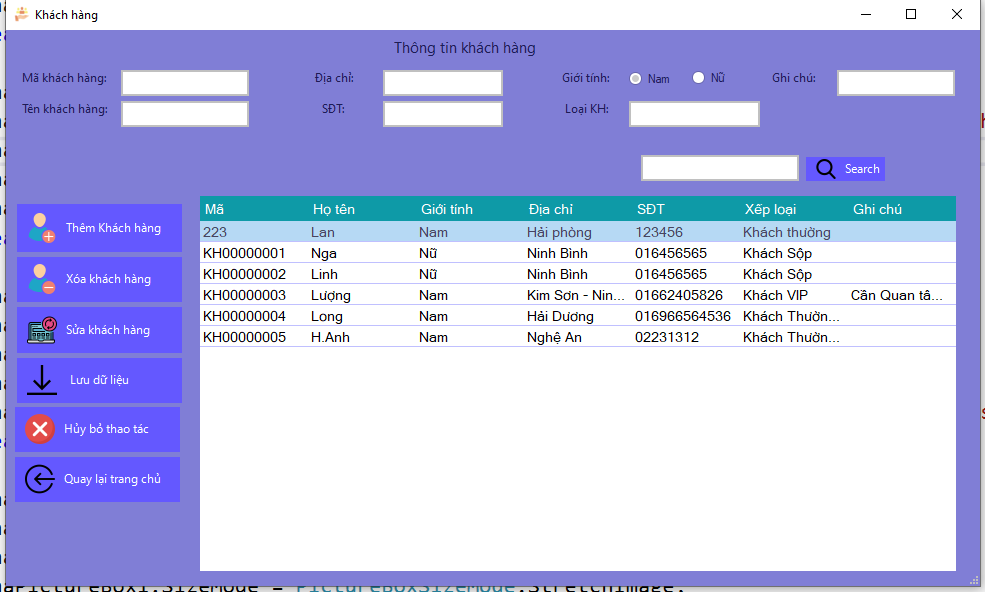 Khách hàng
Thông tin khách hàng
Mã khách hàng: Địa chỉ: Giới tính: Nam Nữ Ghi chú:
Tên khách hàng: SĐT: Loại KH:
Search
Thêm Khách hàng
Xóa khách hàng
Sửa khách hàng
Lưu dữ liệu
Hủy bỏ thao tác
Quay lại trang chủ
Mã Họ tên Giới tính Địa chỉ SĐT Xếp loại Ghi chú
223 Lan Nam Hải phòng 123456 Khách thường
KH00000001 Nga Nữ Ninh Bình 016456565 Khách Sộp
KH00000002 Linh Nữ Ninh Bình 016456565 Khách Sộp
KH00000003 Lượng Nam Kim Sơn - Nin... 01662405826 Khách VIP Cần Quan tâ...
KH00000004 Long Nam Hải Dương 016966564536 Khách Thườn...
KH00000005 H.Anh Nam Nghệ An 02231312 Khách Thườn...